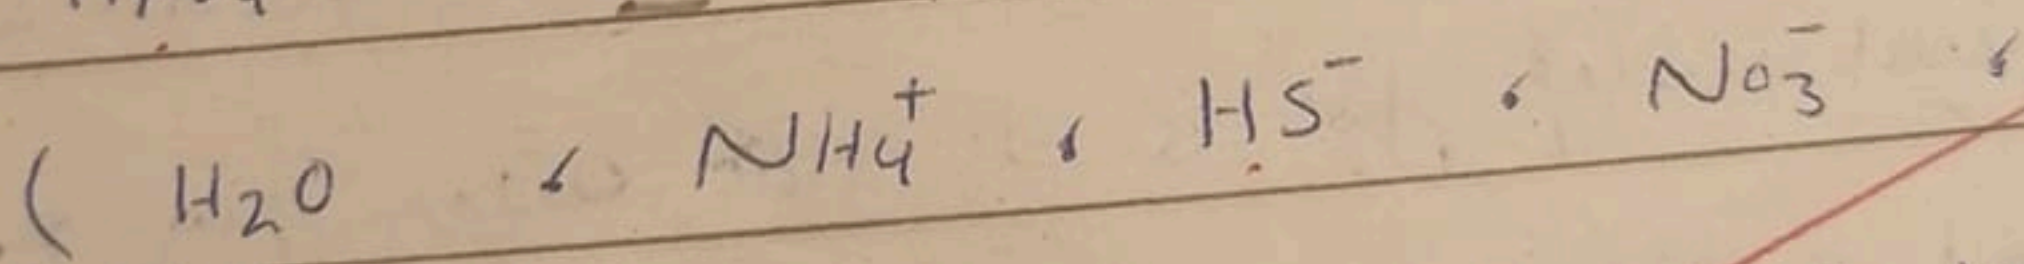 ( H₂O ، NH₄⁺ ، HS⁻ ، NO₃⁻ ،